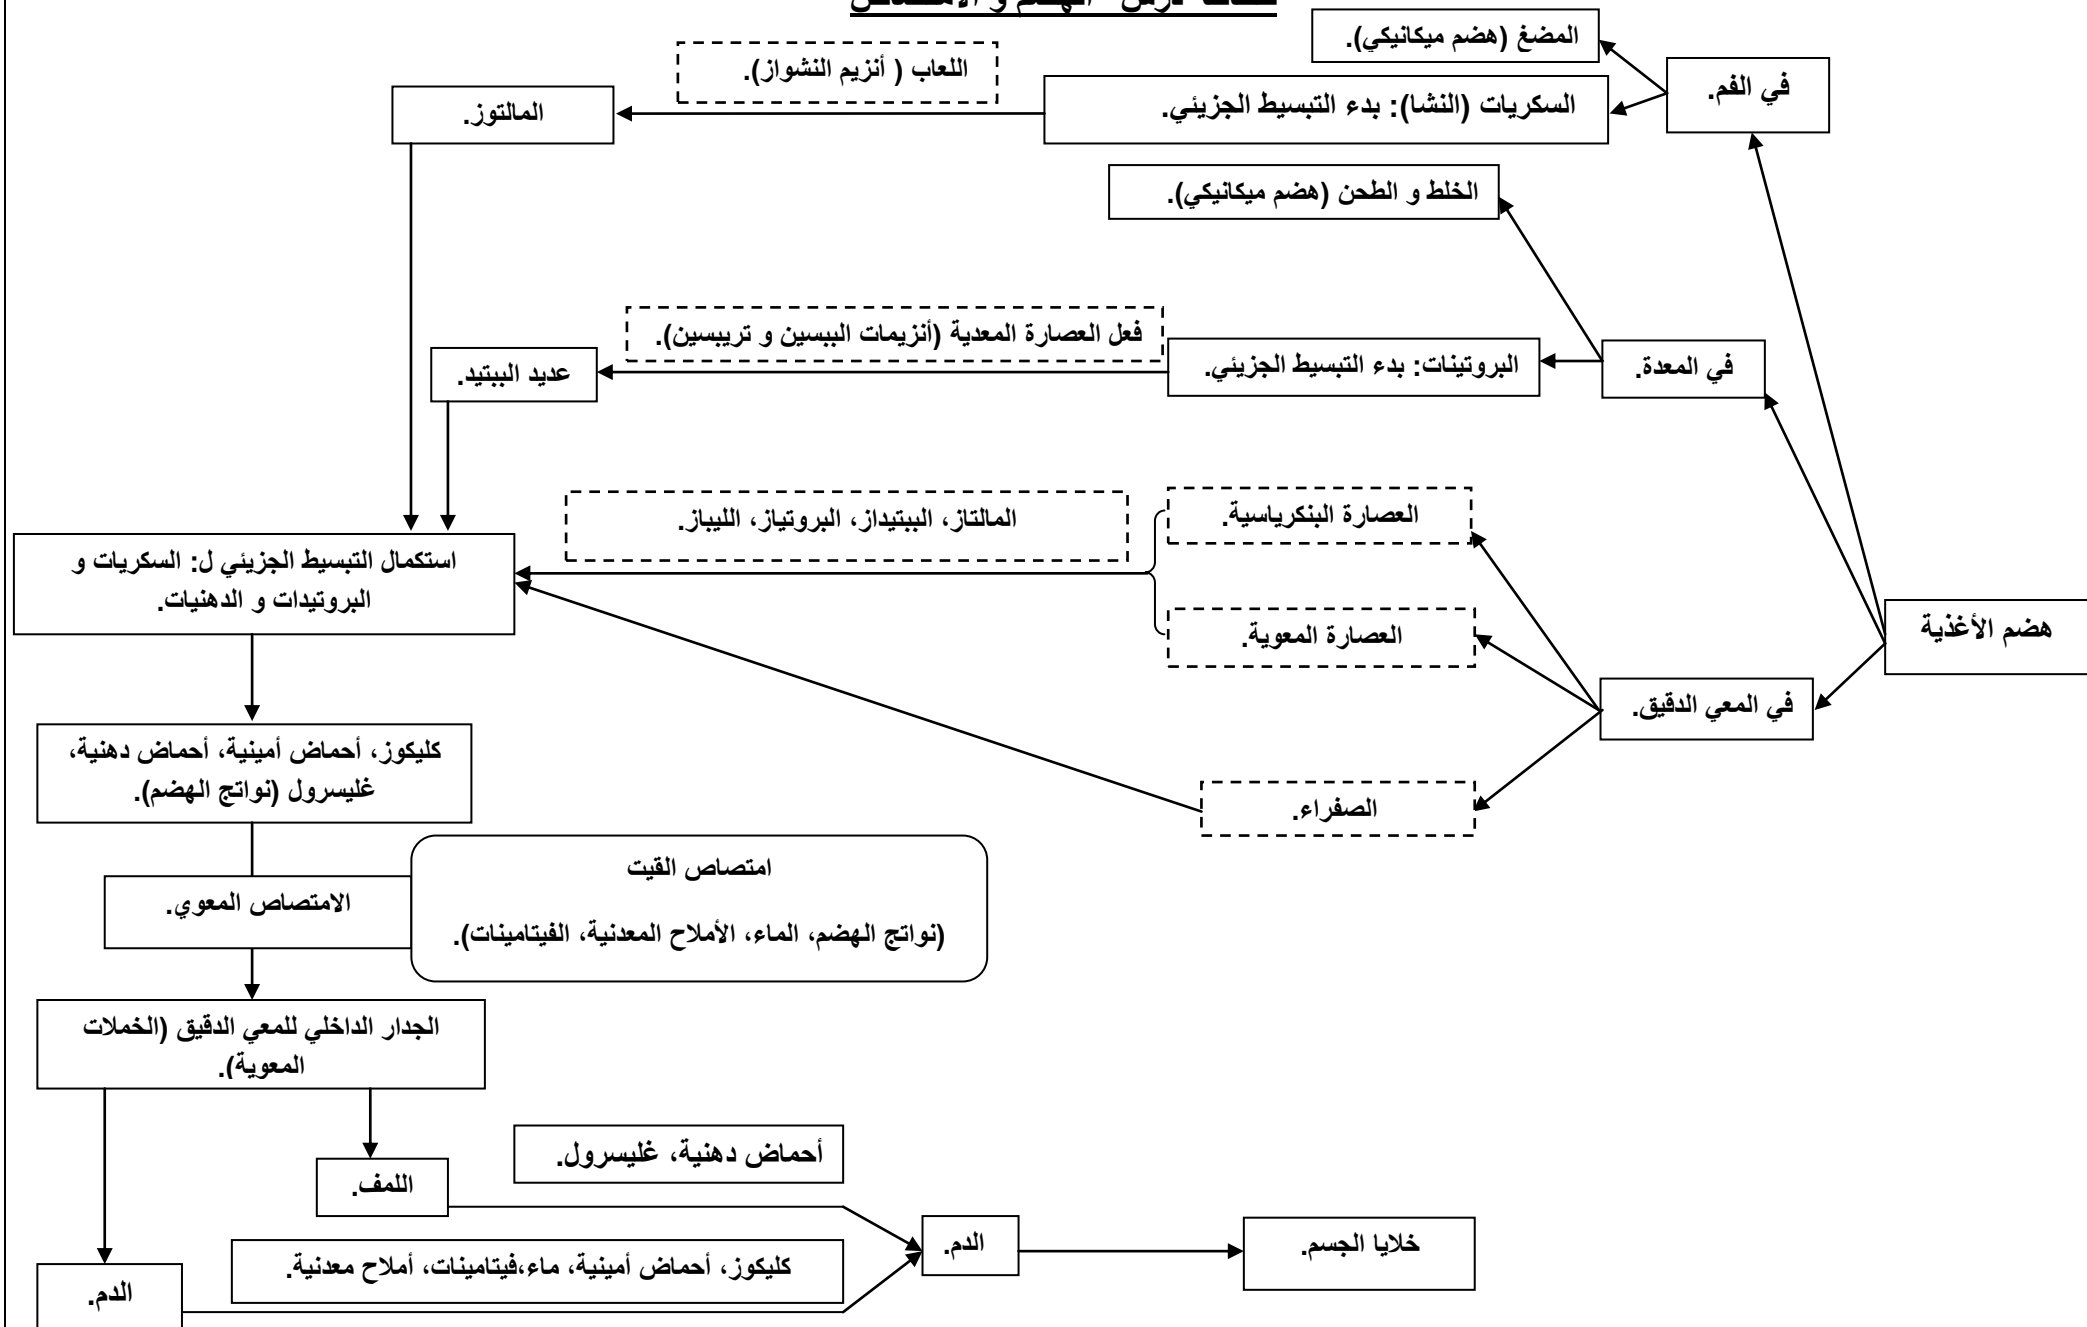 المضغ (هضم ميكانيكي).
في الفم.
اللعاب ( أنزيم النشواز).
السكريات (النشا): بدء التبسيط الجزيئي.
المالتوز.
الخلط و الطحن (هضم ميكانيكي).
فعل العصارة المعدية (أنزيمات الببسين و تريبسين).
في المعدة.
البروتينات: بدء التبسيط الجزيئي.
عديد الببتيد.
العصارة البنكرياسية.
المالتاز، الببتيداز، البروتياز، الليباز.
استكمال التبسيط الجزيئي ل: السكريات و
البروتيدات و الدهنيات.
هضم الأغذية
العصارة المعوية.
في المعي الدقيق.
كليكوز، أحماض أمينية، أحماض دهنية،
غليسرول (نواتج الهضم).
الصفراء.
امتصاص القيت
(نواتج الهضم، الماء، الأملاح المعدنية، الفيتامينات).
الامتصاص المعوي.
الجدار الداخلي للمعي الدقيق (الخملات
المعوية).
أحماض دهنية، غليسرول.
اللمف.
الدم.
خلايا الجسم.
كليكوز، أحماض أمينية، ماء،فيتامينات، أملاح معدنية.
الدم.